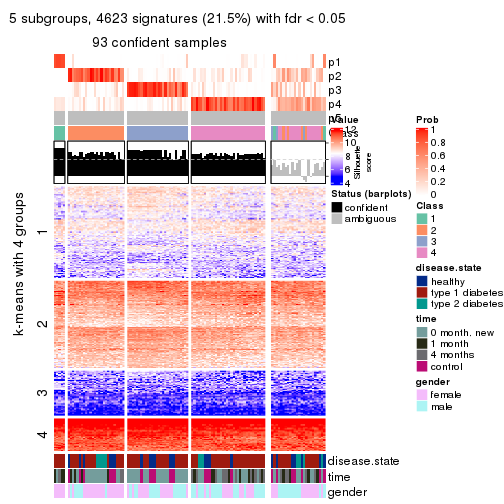 5 subgroups, 4623 signatures (21.5%) with fdr < 0.05
93 confident samples
p1
p2
p3
p4
p5
Class
Silhouette
score
k-means with 4 groups
1
2
3
4
disease.state
time
gender
Value
12
10
8
6
4
Status (barplots)
confident
ambiguous
Prob
1
0.8
0.6
0.4
0.2
0
Class
1
2
3
4
disease.state
healthy
type 1 diabetes
type 2 diabetes
time
0 month. new
1 month
4 months
control
gender
female
male